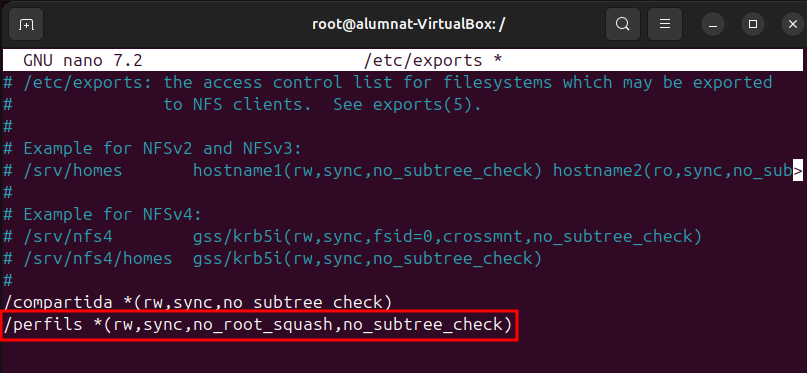 root@alumnat-VirtualBox: /
GNU nano 7.2 /etc/exports *
# /etc/exports: the access control list for filesystems which may be exported
# to NFS clients. See exports(5).
#
# Example for NFSv2 and NFSv3:
# /srv/homes hostname1(rw,sync,no_subtree_check) hostname2(ro,sync,no_sub>
#
# Example for NFSv4:
# /srv/nfs4 gss/krb5i(rw,sync,fsid=0,crossmnt,no_subtree_check)
# /srv/nfs4/homes gss/krb5i(rw,sync,no_subtree_check)
#
/compartida *(rw,sync,no_subtree_check)
/perfils *(rw,sync,no_root_squash,no_subtree_check)